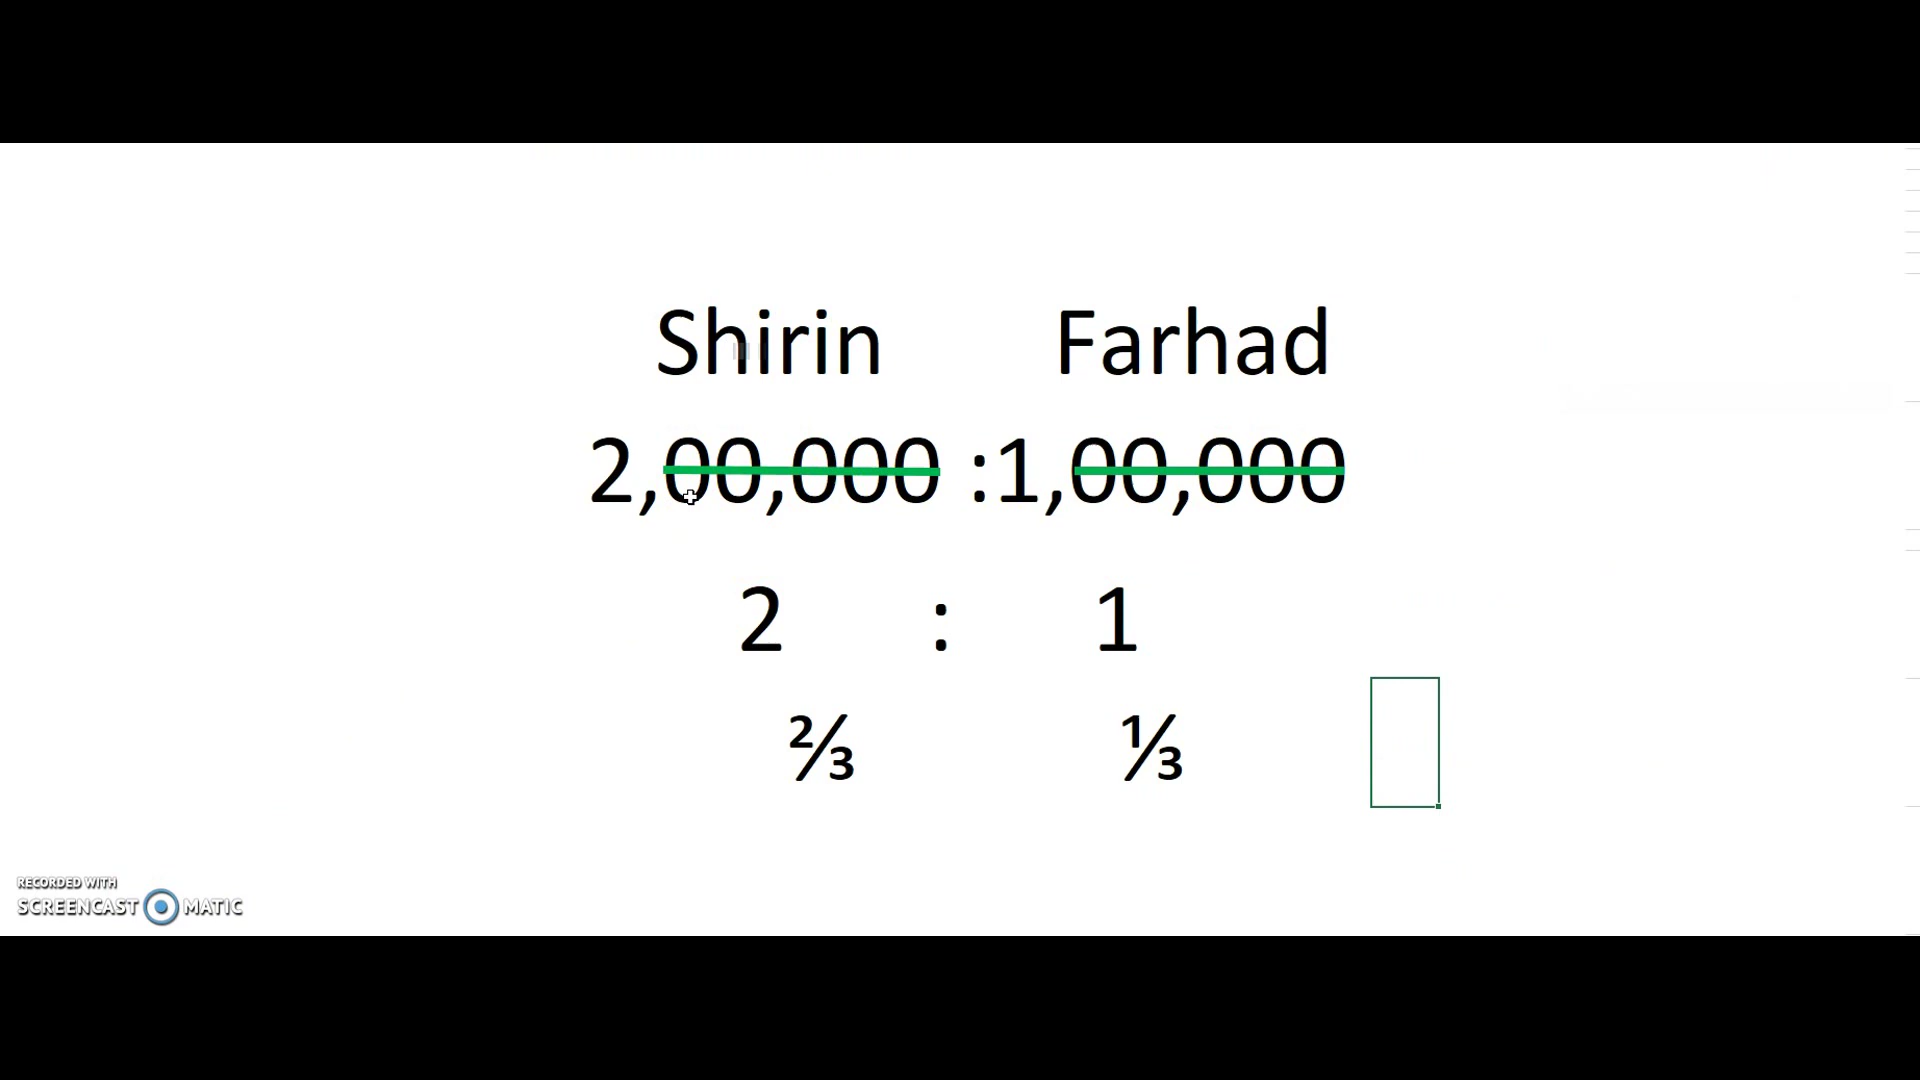 Shirin Farhad
2,00,000 :1,00,000
2 : 1
⅔ ⅓
RECORDED WITH
SCREENCAST MATIC